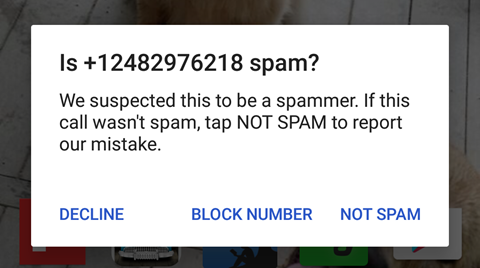 Is +12482976218 spam?
We suspected this to be a spammer. If this
call wasn't spam, tap NOT SPAM to report
our mistake.
DECLINE BLOCK NUMBER NOT SPAM